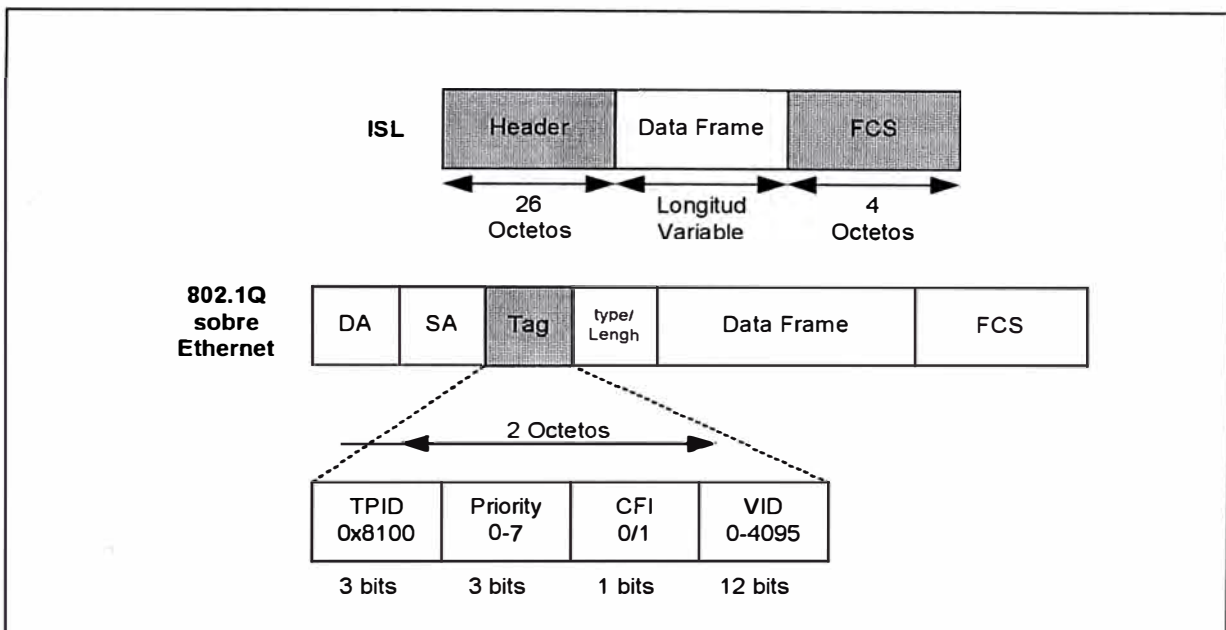 ISL
Header
Data Frame
FCS
26
Octetos
Longitud
Variable
4
Octetos
802.1Q
sobre
Ethernet
DA
SA
Tag
type/
Lengh
Data Frame
FCS
2 Octetos
TPID
0x8100
Priority
0-7
CFI
0/1
VID
0-4095
3 bits
3 bits
1 bits
12 bits